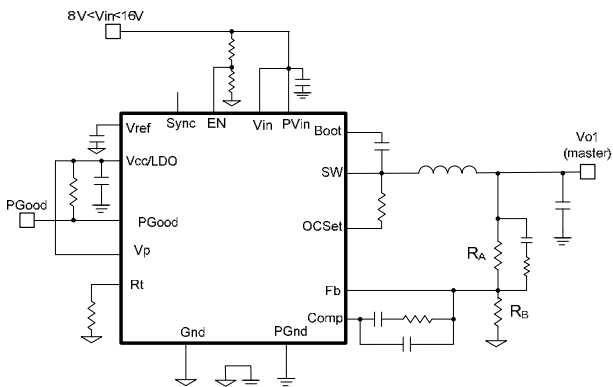 8V<Vin<16V
Sync EN Vin PVin
Vref
Boot
Vo1
(master)
Vcc/LDO
SW
PGood
PGood
OCSet
Vp
RA
Rt
Fb
RB
Comp
Gnd
PGnd